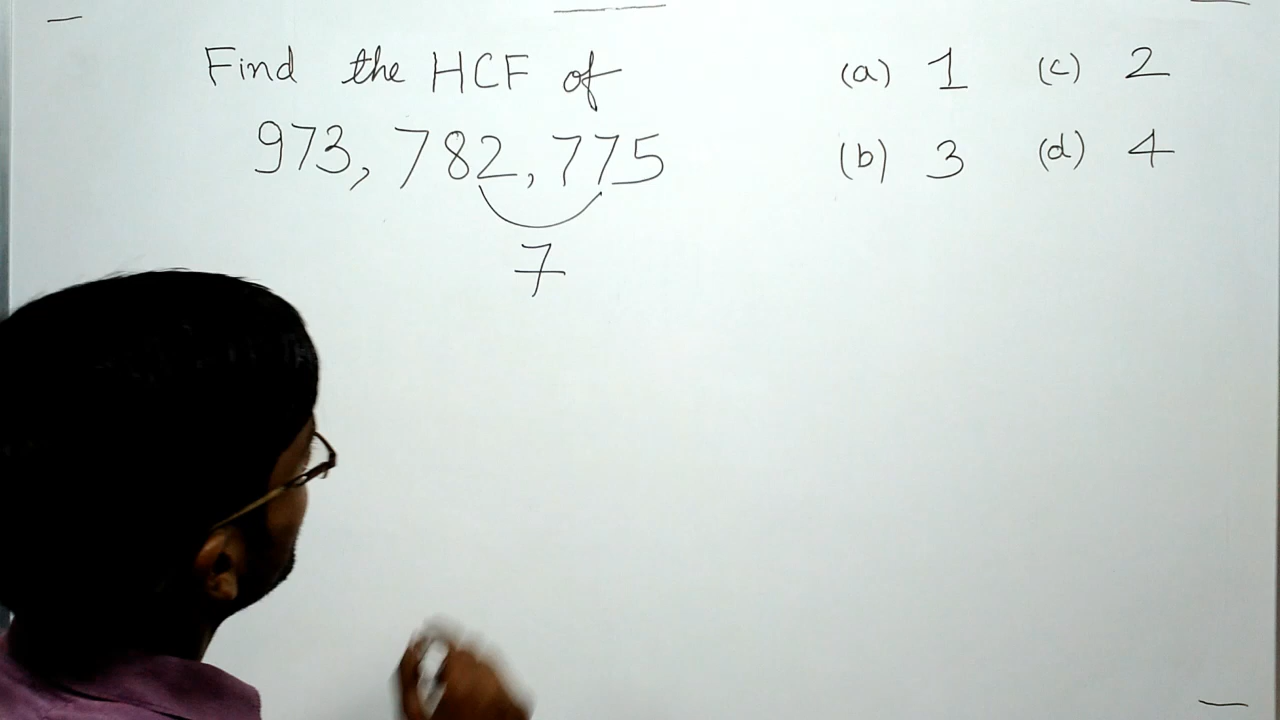 Find the HCF of
973, 782, 775
7
(a) 1 (c) 2
(b) 3 (d) 4